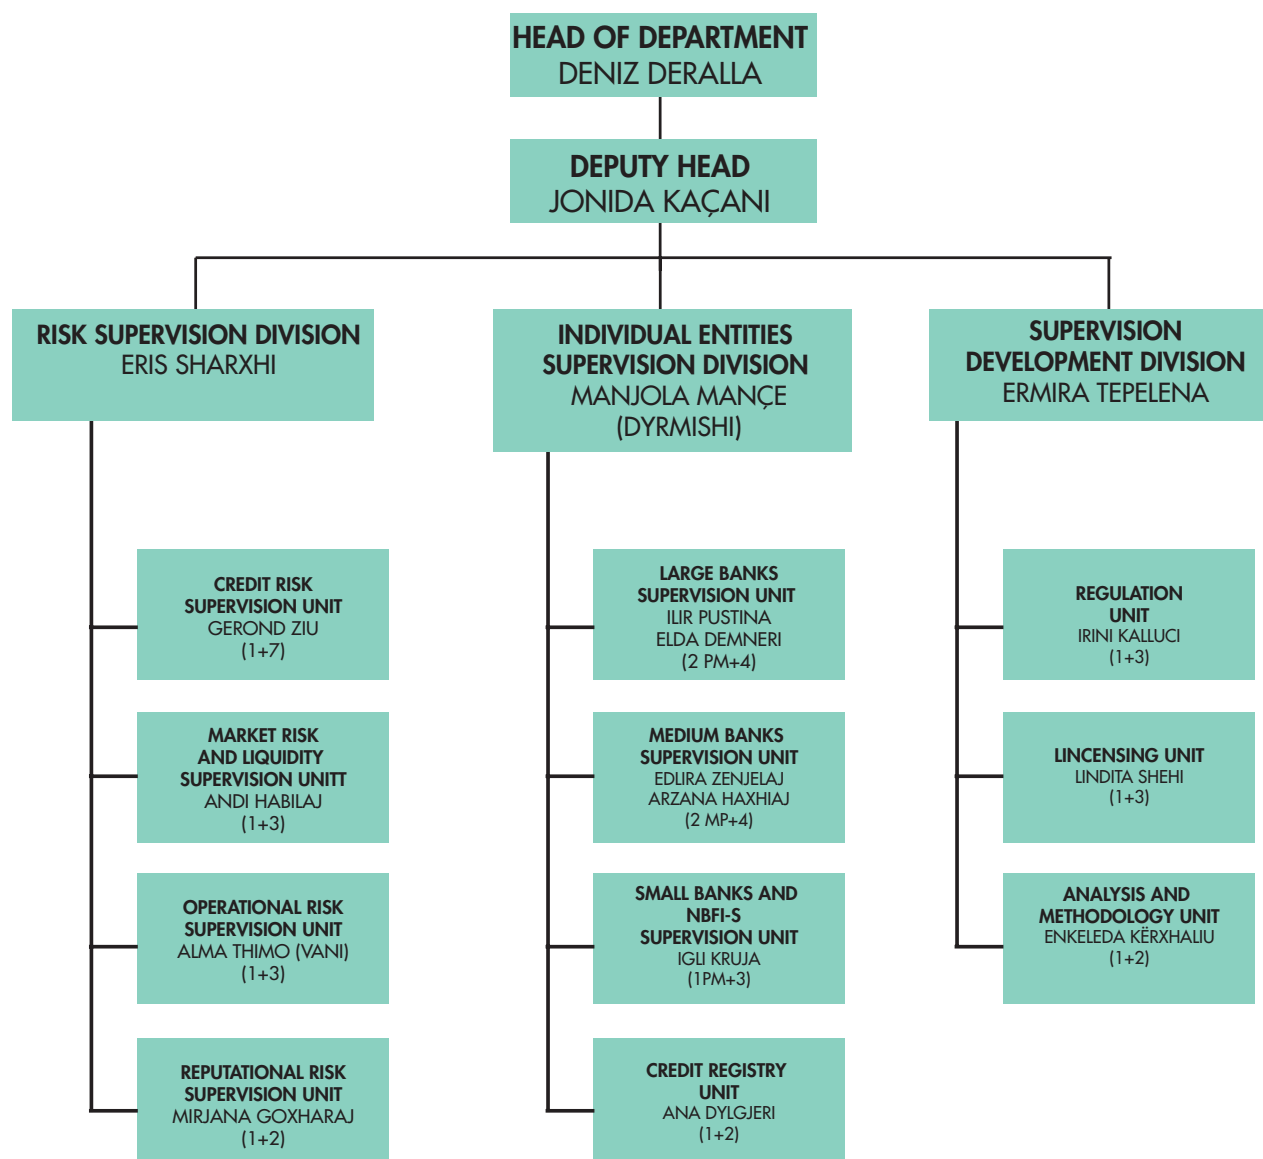 HEAD OF DEPARTMENT
DENIZ DERALLA
DEPUTY HEAD
JONIDA KAÇANI
RISK SUPERVISION DIVISION
ERIS SHARXHI
INDIVIDUAL ENTITIES
SUPERVISION DIVISION
MANJOLA MANÇE
(DYRMISHI)
SUPERVISION
DEVELOPMENT DIVISION
ERMIRA TEPELENA
CREDIT RISK
SUPERVISION UNIT
GEROND ZIU
(1+7)
MARKET RISK
AND LIQUIDITY
SUPERVISION UNITT
ANDI HABILAJ
(1+3)
OPERATIONAL RISK
SUPERVISION UNIT
ALMA THIMO (VANI)
(1+3)
REPUTATIONAL RISK
SUPERVISION UNIT
MIRJANA GOXHARAJ
(1+2)
LARGE BANKS
SUPERVISION UNIT
ILIR PUSTINA
ELDA DEMNERI
(2 PM+4)
MEDIUM BANKS
SUPERVISION UNIT
EDLIRA ZENJELAJ
ARZANA HAXHIAJ
(2 MP+4)
SMALL BANKS AND
NBFI-S
SUPERVISION UNIT
IGLI KRUJA
(1PM+3)
CREDIT REGISTRY
UNIT
ANA DYLGJERI
(1+2)
REGULATION
UNIT
IRINI KALLUCI
(1+3)
LINCENSING UNIT
LINDITA SHEHI
(1+3)
ANALYSIS AND
METHODOLOGY UNIT
ENKELEDA KËRXHALIU
(1+2)